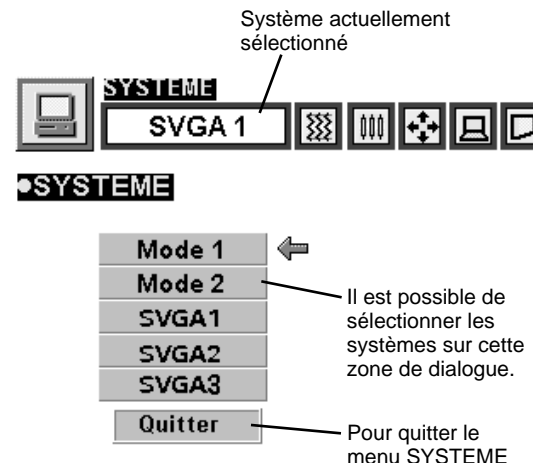 Système actuellement
sélectionné
SYSTEME
SVGA 1
SYSTEME
Mode 1
Mode 2
SVGA1
SVGA2
SVGA3
Quitter
Il est possible de
sélectionner les
systèmes sur cette
zone de dialogue.
Pour quitter le
menu SYSTEME